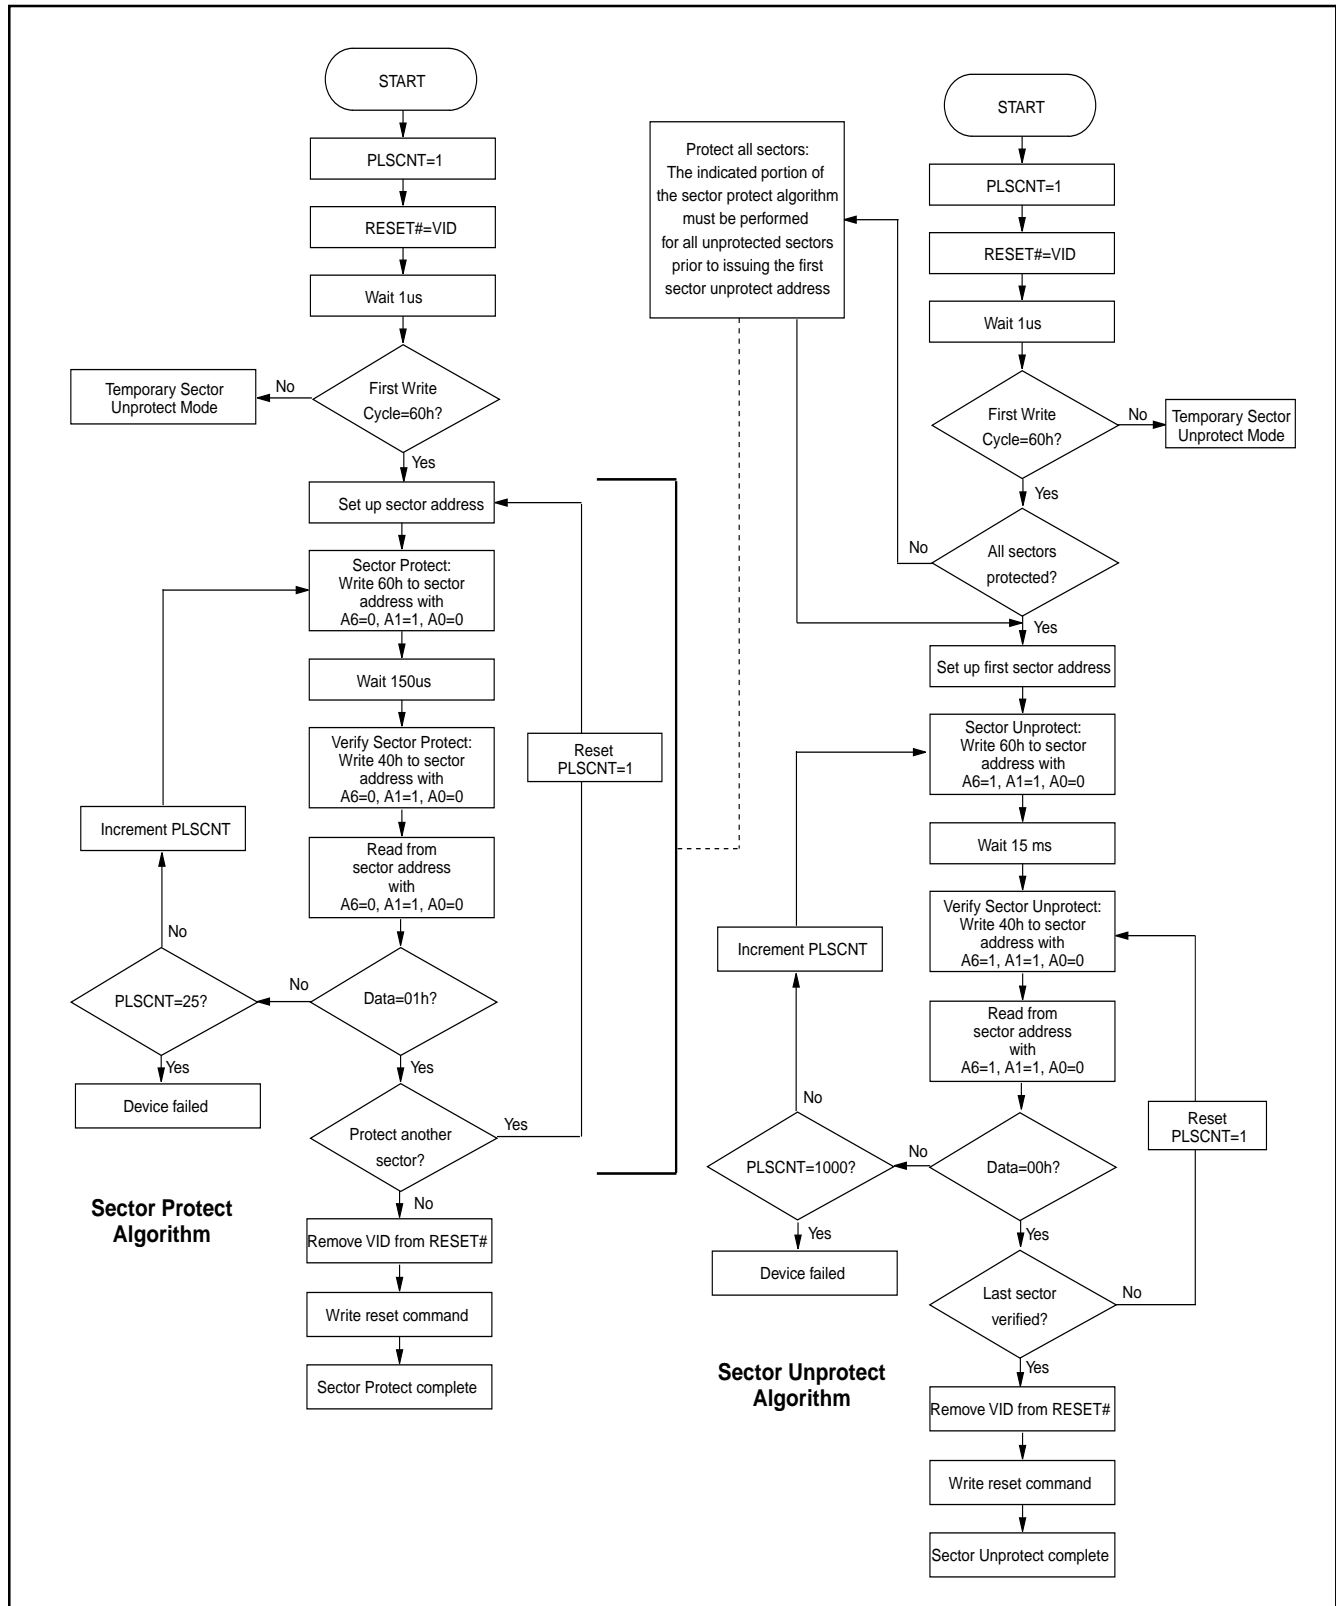 START
PLSCNT=1
RESET#=VID
Wait 1us
First Write
Cycle=60h?
No
Temporary Sector
Unprotect Mode
Yes
Set up sector address
Sector Protect:
Write 60h to sector
address with
A6=0, A1=1, A0=0
Wait 150us
Verify Sector Protect:
Write 40h to sector
address with
A6=0, A1=1, A0=0
Reset
PLSCNT=1
Increment PLSCNT
Read from
sector address
with
A6=0, A1=1, A0=0
No
No
PLSCNT=25?
Data=01h?
Yes
Yes
Device failed
Protect another
sector?
Yes
No
Sector Protect
Algorithm
Remove VID from RESET#
Write reset command
Sector Protect complete
Protect all sectors:
The indicated portion of
the sector protect algorithm
must be performed
for all unprotected sectors
prior to issuing the first
sector unprotect address
START
PLSCNT=1
RESET#=VID
Wait 1us
First Write
Cycle=60h?
No
Temporary Sector
Unprotect Mode
Yes
No
All sectors
protected?
Yes
Set up first sector address
Sector Unprotect:
Write 60h to sector
address with
A6=1, A1=1, A0=0
Wait 15 ms
Verify Sector Unprotect:
Write 40h to sector
address with
A6=1, A1=1, A0=0
Increment PLSCNT
Read from
sector address
with
A6=1, A1=1, A0=0
No
Reset
PLSCNT=1
No
PLSCNT=1000?
Data=00h?
Yes
Yes
Device failed
Last sector
verified?
No
Yes
Sector Unprotect
Algorithm
Remove VID from RESET#
Write reset command
Sector Unprotect complete